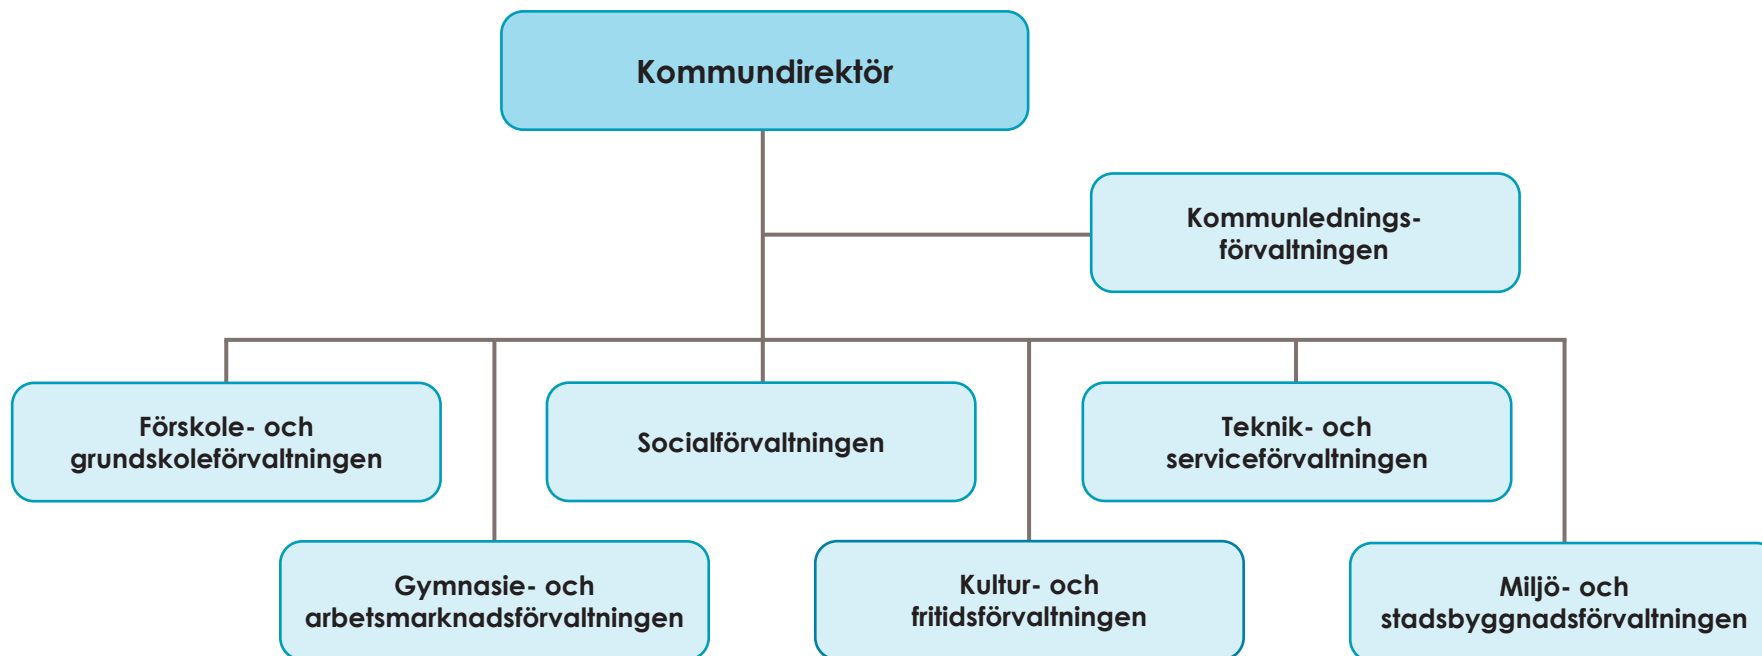 Kommundirektör
Kommunlednings-
förvaltningen
Förskole- och
grundskoleförvaltningen
Socialförvaltningen
Teknik- och
serviceförvaltningen
Gymnasie- och
arbetsmarknadsförvaltningen
Kultur- och
fritidsförvaltningen
Miljö- och
stadsbyggnadsförvaltningen